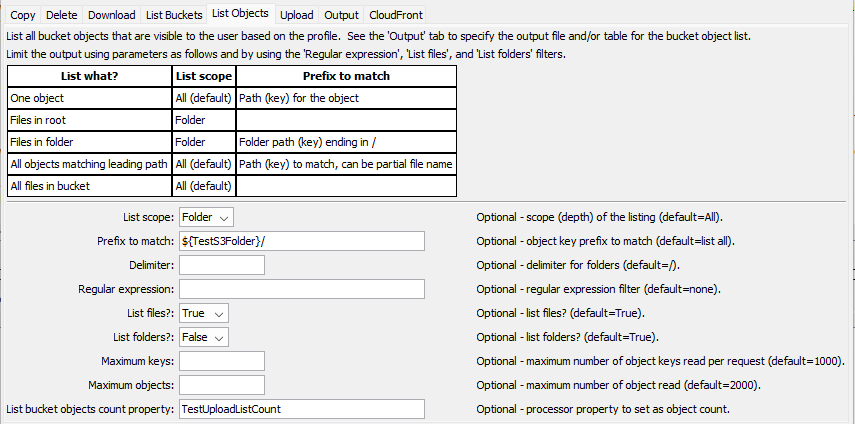 Copy Delete Download List Buckets List Objects Upload Output CloudFront
List all bucket objects that are visible to the user based on the profile. See the 'Output' tab to specify the output file and/or table for the bucket object list.
Limit the output using parameters as follows and by using the 'Regular expression', 'List files', and 'List folders' filters.
List what? List scope Prefix to match
One object All (default) Path (key) for the object
Files in root Folder
Files in folder Folder Folder path (key) ending in /
All objects matching leading path All (default) Path (key) to match, can be partial file name
All files in bucket All (default)
List scope: Folder Optional - scope (depth) of the listing (default=All).
Prefix to match: ${TestS3Folder}/ Optional - object key prefix to match (default=list all).
Delimiter: Optional - delimiter for folders (default=/).
Regular expression: Optional - regular expression filter (default=none).
List files?: True Optional - list files? (default=True).
List folders?: False Optional - list folders? (default=True).
Maximum keys: Optional - maximum number of object keys read per request (default=1000).
Maximum objects: Optional - maximum number of object read (default=2000).
List bucket objects count property: TestUploadListCount Optional - processor property to set as object count.